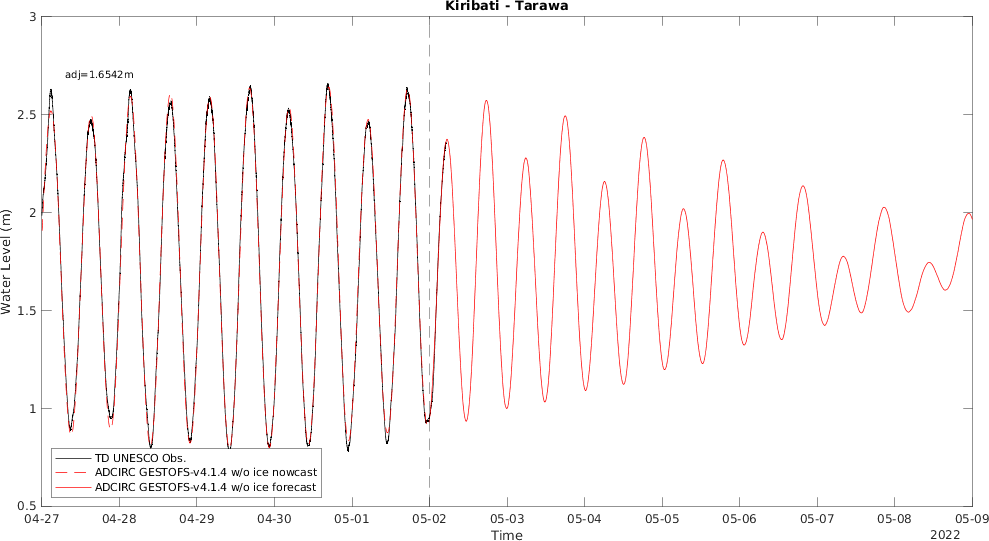 Kiribati - Tarawa
adj=1.6542m
3
2.5
2
1.5
1
0.5
Water Level (m)
TD UNESCO Obs.
ADCIRC GESTOFS-v4.1.4 w/o ice nowcast
ADCIRC GESTOFS-v4.1.4 w/o ice forecast
04-27 04-28 04-29 04-30 05-01 05-02 05-03 05-04 05-05 05-06 05-07 05-08 05-09
Time
2022